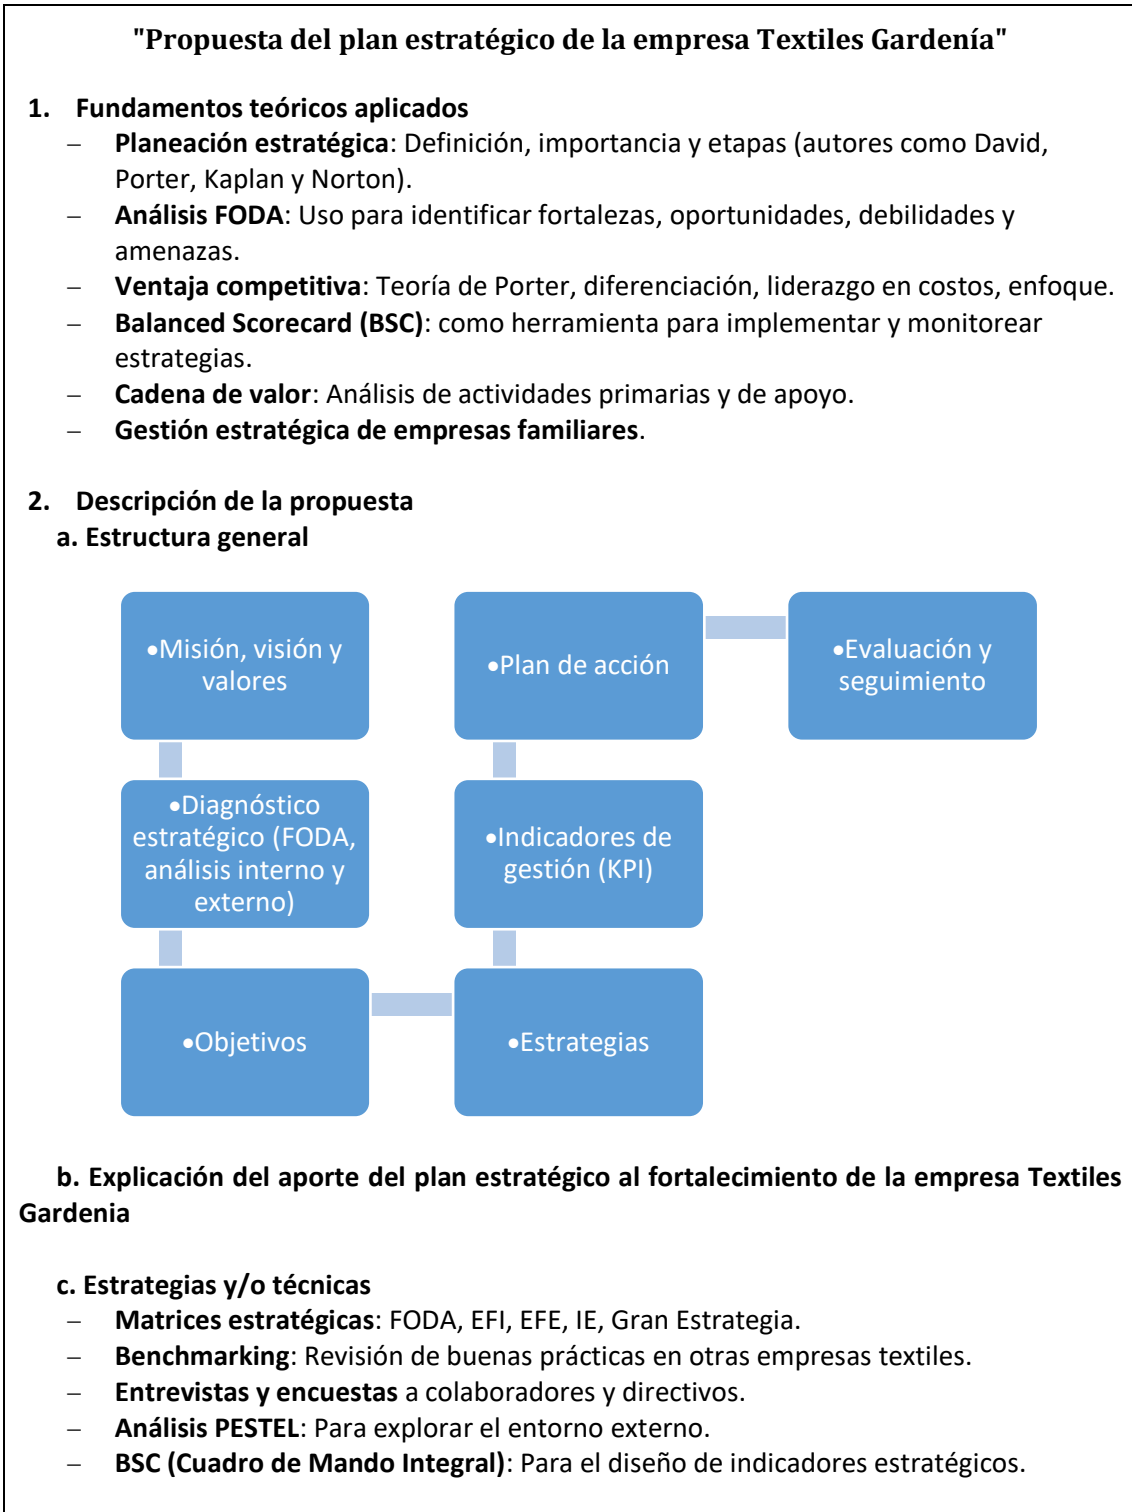 "Propuesta del plan estratégico de la empresa Textiles Gardenía"
1. Fundamentos teóricos aplicados
– Planeación estratégica: Definición, importancia y etapas (autores como David,
Porter, Kaplan y Norton).
– Análisis FODA: Uso para identificar fortalezas, oportunidades, debilidades y
amenazas.
– Ventaja competitiva: Teoría de Porter, diferenciación, liderazgo en costos, enfoque.
– Balanced Scorecard (BSC): como herramienta para implementar y monitorear
estrategias.
– Cadena de valor: Análisis de actividades primarias y de apoyo.
– Gestión estratégica de empresas familiares.
2. Descripción de la propuesta
a. Estructura general
•Misión, visión y
valores
•Diagnóstico
estratégico (FODA,
análisis interno y
externo)
•Objetivos
•Estrategias
•Indicadores de
gestión (KPI)
•Plan de acción
•Evaluación y
seguimiento
b. Explicación del aporte del plan estratégico al fortalecimiento de la empresa Textiles
Gardenia
c. Estrategias y/o técnicas
– Matrices estratégicas: FODA, EFI, EFE, IE, Gran Estrategia.
– Benchmarking: Revisión de buenas prácticas en otras empresas textiles.
– Entrevistas y encuestas a colaboradores y directivos.
– Análisis PESTEL: Para explorar el entorno externo.
– BSC (Cuadro de Mando Integral): Para el diseño de indicadores estratégicos.